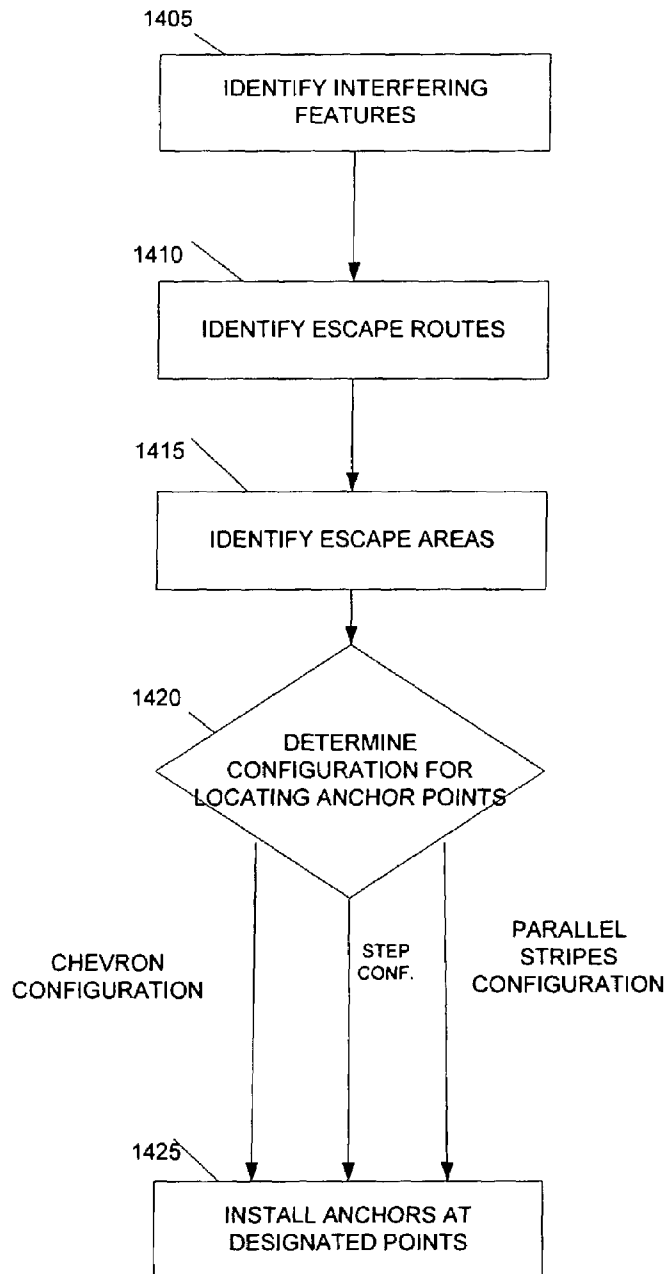 1405
IDENTIFY INTERFERING
FEATURES
1410
IDENTIFY ESCAPE ROUTES
1415
IDENTIFY ESCAPE AREAS
1420
DETERMINE
CONFIGURATION FOR
LOCATING ANCHOR POINTS
CHEVRON
CONFIGURATION
STEP
CONF.
PARALLEL
STRIPES
CONFIGURATION
1425
INSTALL ANCHORS AT
DESIGNATED POINTS